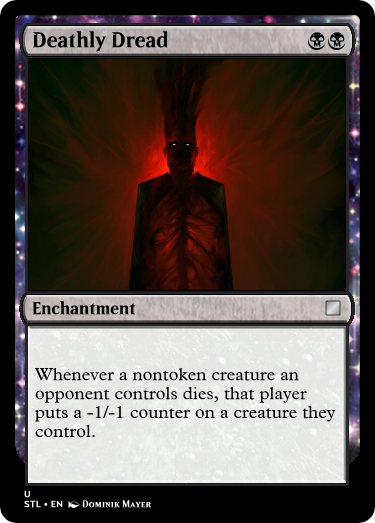 Deathly Dread
Enchantment
Whenever a nontoken creature an
opponent controls dies, that player
puts a -1/-1 counter on a creature they
control.
U
STL • EN DOMINIK MAYER